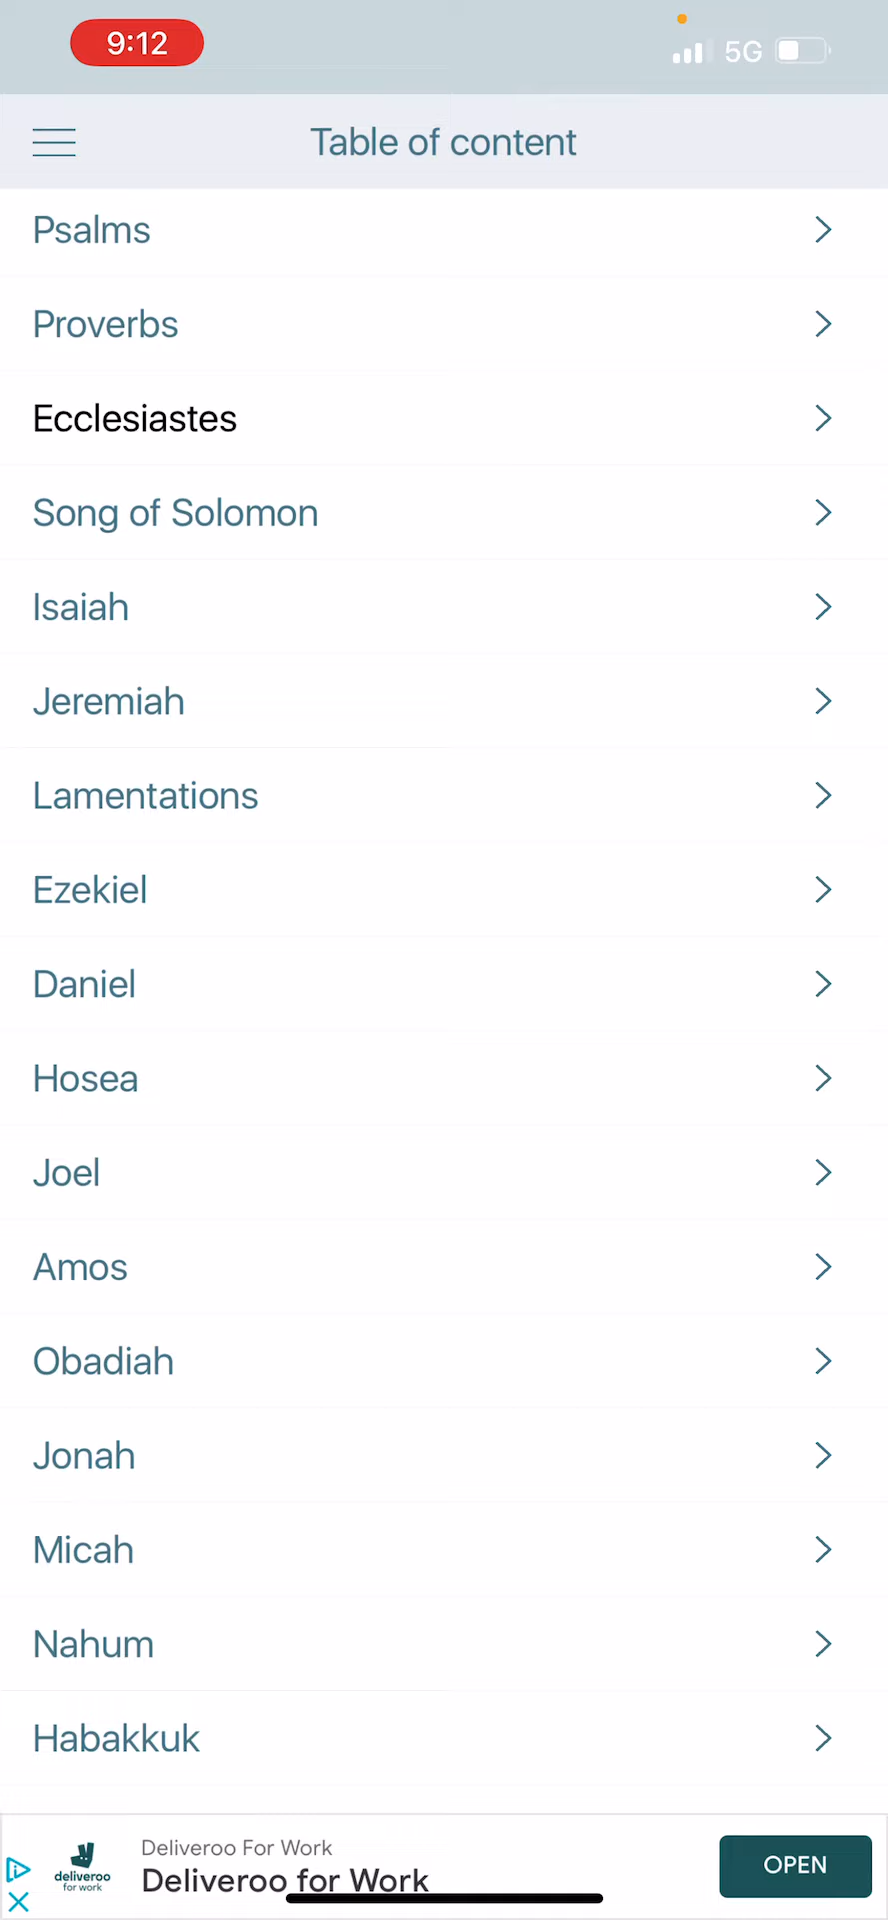 9:12
5G
Table of content
Psalms
Proverbs
Ecclesiastes
Song of Solomon
Isaiah
Jeremiah
Lamentations
Ezekiel
Daniel
Hosea
Joel
Amos
Obadiah
Jonah
Micah
Nahum
Habakkuk
deliveroo
for work
Deliveroo For Work
Deliveroo for Work
OPEN